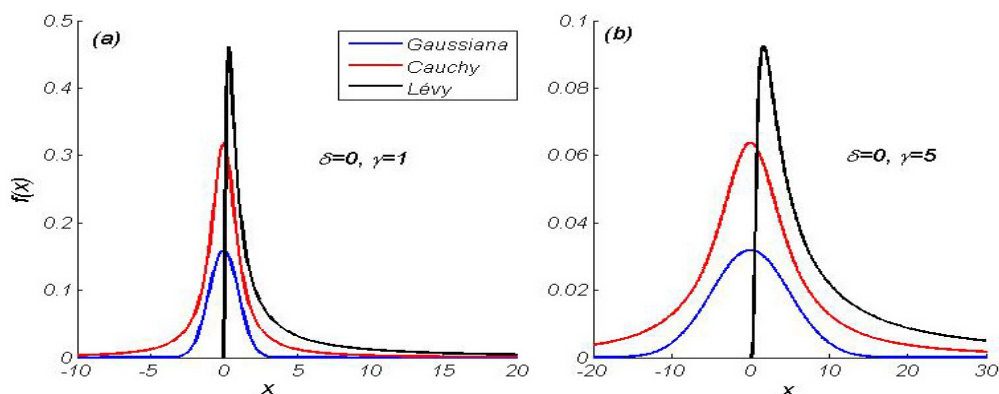 (a)
Gaussiana
Cauchy
Lévy
δ=0, γ=1
f(x)
0.5
0.4
0.3
0.2
0.1
0
-10 -5 0 5 10 15 20
x
(b)
δ=0, γ=5
0.1
0.08
0.06
0.04
0.02
0
-20 -10 0 10 20 30
x